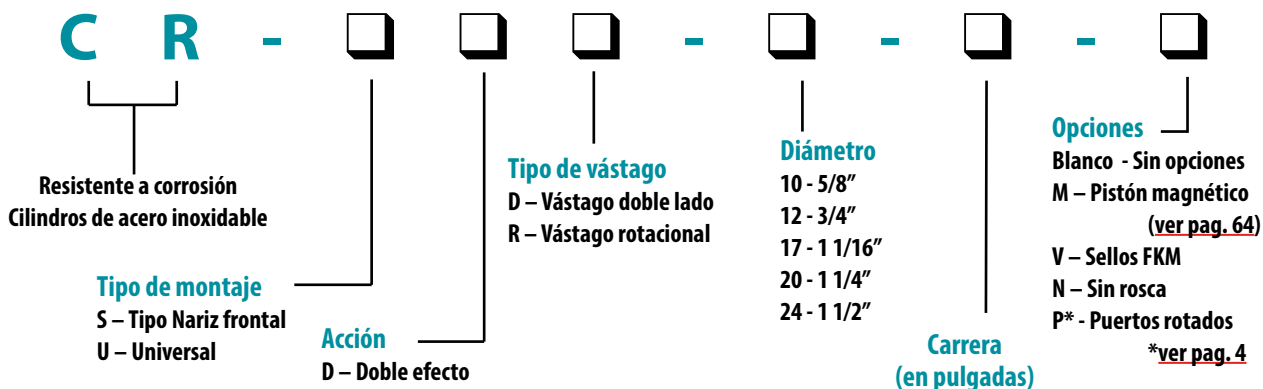 C R - ❑ ❑ ❑ - ❑ - ❑ - ❑
Resistente a corrosión
Cilindros de acero inoxidable
Tipo de montaje
S – Tipo Nariz frontal
U – Universal
Acción
D – Doble efecto
Tipo de vástago
D – Vástago doble lado
R – Vástago rotacional
Diámetro
10 - 5/8"
12 - 3/4"
17 - 1 1/16"
20 - 1 1/4"
24 - 1 1/2"
Carrera
(en pulgadas)
Opciones
Blanco - Sin opciones
M – Pistón magnético
(ver pag. 64)
V – Sellos FKM
N – Sin rosca
P* - Puertos rotados
*ver pag. 4